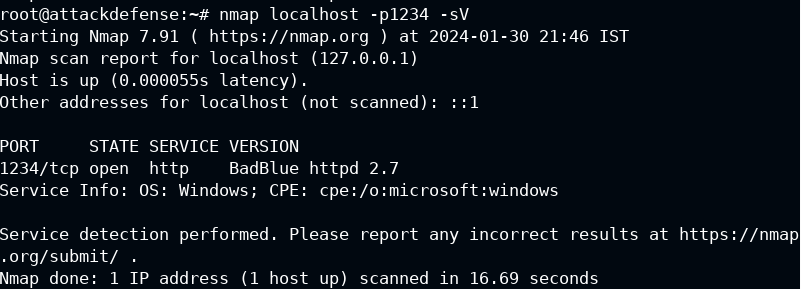 root@attackdefense:~# nmap localhost -p1234 -sV
Starting Nmap 7.91 ( https://nmap.org ) at 2024-01-30 21:46 IST
Nmap scan report for localhost (127.0.0.1)
Host is up (0.000055s latency).
Other addresses for localhost (not scanned): ::1

PORT     STATE SERVICE VERSION
1234/tcp open  http    BadBlue httpd 2.7
Service Info: OS: Windows; CPE: cpe:/o:microsoft:windows

Service detection performed. Please report any incorrect results at https://nmap
.org/submit/ .
Nmap done: 1 IP address (1 host up) scanned in 16.69 seconds